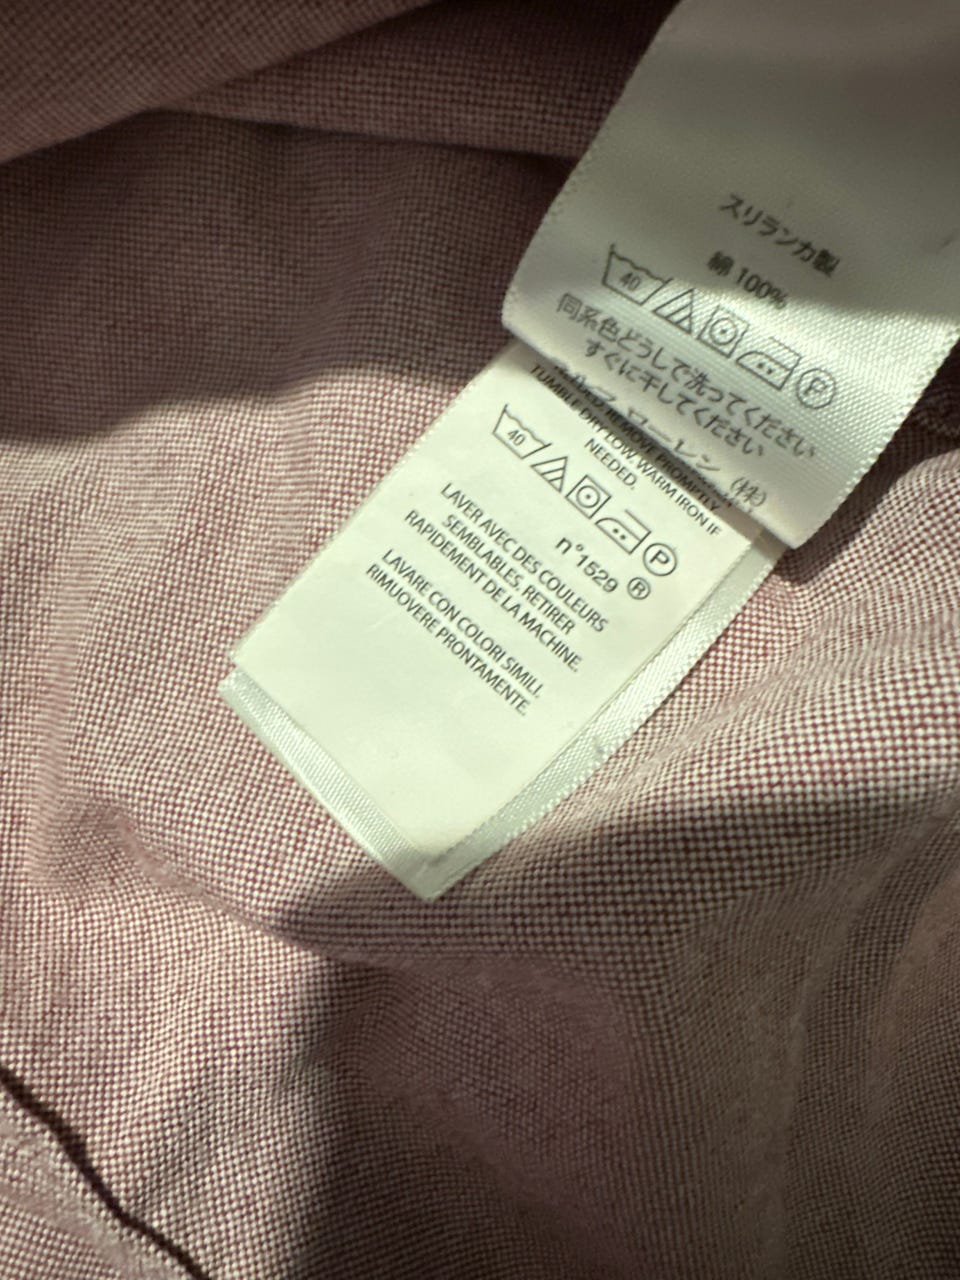 スリランカ製
綿 100%
40
P
同系色どうしで洗ってください
すぐに干してください
ローレン (株)
TUMBLE DRY LOW, WARM IRON IF
NEEDED.
40
P
n°1529 ®
LAVER AVEC DES COULEURS
SEMBLABLES. RETIRER
RAPIDEMENT DE LA MACHINE.
LAVARE CON COLORI SIMILI.
RIMUOVERE PRONTAMENTE.